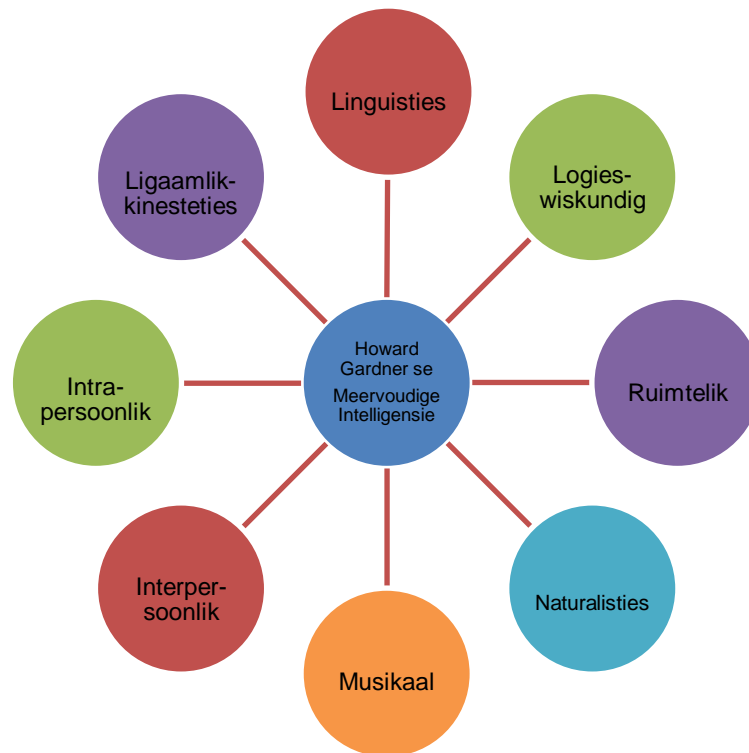 Linguisties
Logies-
wiskundig
Ruimtelik
Naturalisties
Musikaal
Interper-
soonlik
Intra-
persoonlik
Ligaamlik-
kinesteties
Howard
Gardner se
Meervoudige
Intelligensie